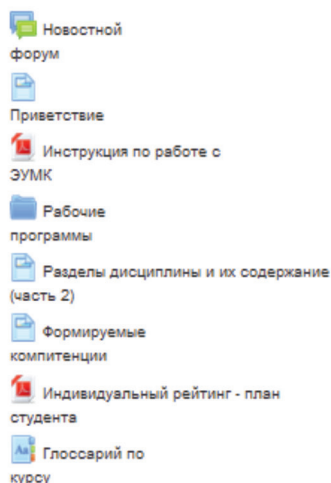 Новостной
форум
Приветствие
Инструкция по работе с
ЭУМК
Рабочие
программы
Разделы дисциплины и их содержание
(часть 2)
Формируемые
компитенции
Индивидуальный рейтинг - план
студента
Глоссарий по
курсу